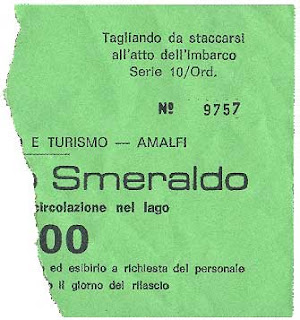 Tagliando da staccarsi
all'atto dell'Imbarco
Serie 10/Ord.
Nº 9757
E TURISMO — AMALFI
Smeraldo
circolazione nel lago
00
ed esibirlo a richiesta del personale
il giorno del rilascio